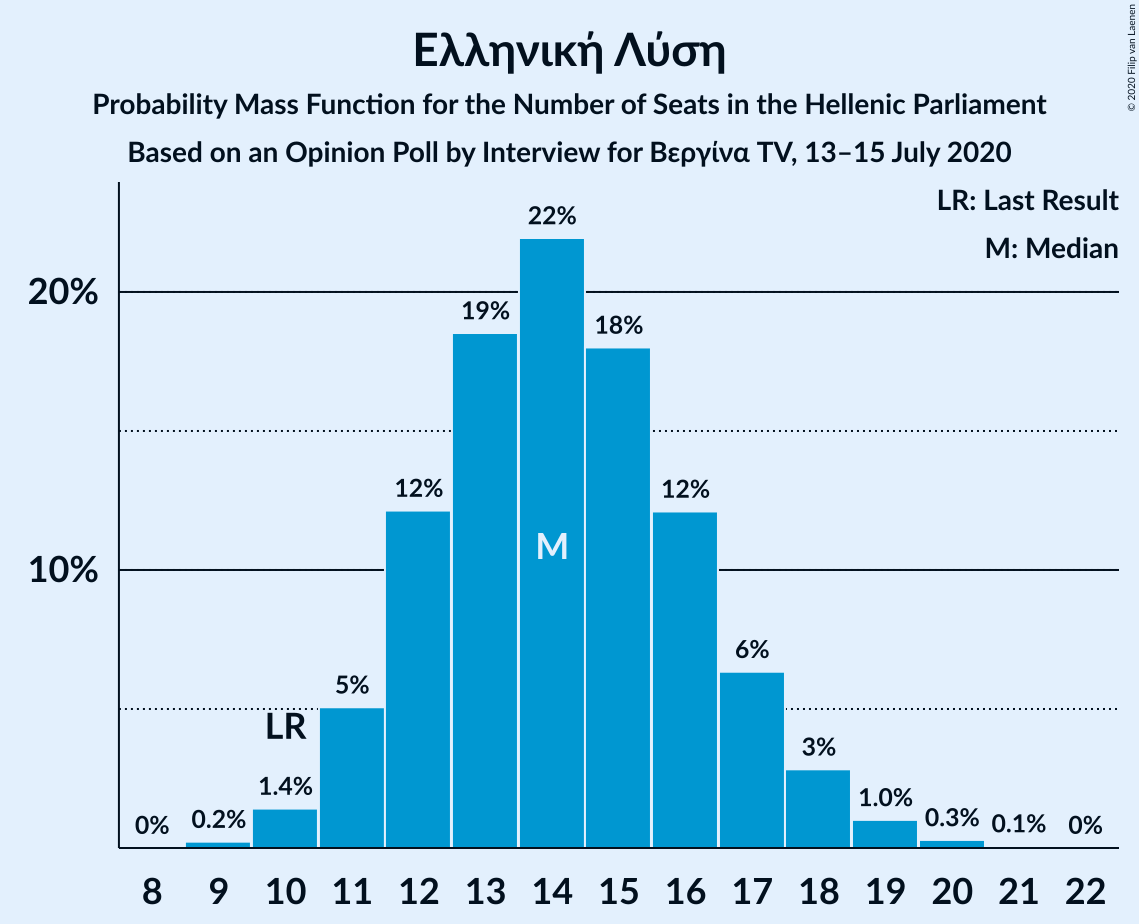 Ελληνική Λύση
Probability Mass Function for the Number of Seats in the Hellenic Parliament
Based on an Opinion Poll by Interview for Βεργίνα TV, 13–15 July 2020
© 2020 Filip van Laenen
LR: Last Result
M: Median
20%
10%
0%
0.2%
1.4%
LR
5%
12%
19%
22%
M
18%
12%
6%
3%
1.0%
0.3%
0.1%
0%
8 9 10 11 12 13 14 15 16 17 18 19 20 21 22